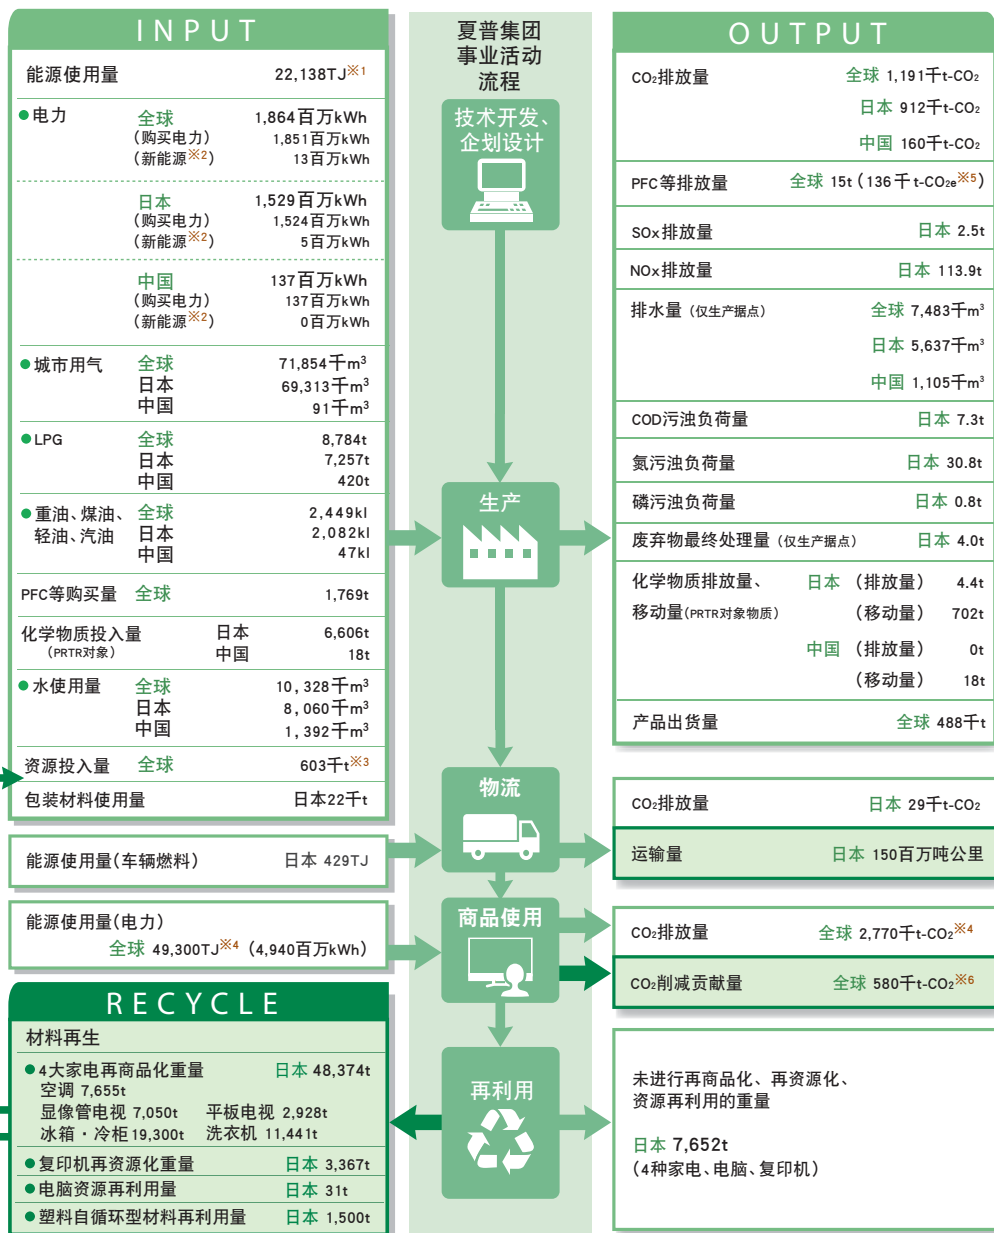 INPUT
能源使用量 22,138TJ※1
●电力 全球 1,864百万kWh
(购买电力) 1,851百万kWh
(新能源※2) 13百万kWh
日本 1,529百万kWh
(购买电力) 1,524百万kWh
(新能源※2) 5百万kWh
中国 137百万kWh
(购买电力) 137百万kWh
(新能源※2) 0百万kWh
●城市用气 全球 71,854千m³
日本 69,313千m³
中国 91千m³
●LPG 全球 8,784t
日本 7,257t
中国 420t
●重油、煤油、 全球 2,449kl
轻油、汽油 日本 2,082kl
中国 47kl
PFC等购买量 全球 1,769t
化学物质投入量 日本 6,606t
(PRTR对象) 中国 18t
●水使用量 全球 10,328千m³
日本 8,060千m³
中国 1,392千m³
资源投入量 全球 603千t※3
包装材料使用量 日本22千t
能源使用量(车辆燃料) 日本 429TJ
能源使用量(电力)
全球 49,300TJ※4 (4,940百万kWh)
RECYCLE
材料再生
●4大家电再商品化重量 日本 48,374t
空调 7,655t
显像管电视 7,050t 平板电视 2,928t
冰箱・冷柜 19,300t 洗衣机 11,441t
●复印机再资源化重量 日本 3,367t
●电脑资源再利用量 日本 31t
●塑料自循环型材料再利用量 日本 1,500t
夏普集团
事业活动
流程
技术开发、
企划设计
生产
物流
商品使用
再利用
OUTPUT
CO₂排放量 全球 1,191千t-CO₂
日本 912千t-CO₂
中国 160千t-CO₂
PFC等排放量 全球 15t (136千t-CO₂e※5)
SOx排放量 日本 2.5t
NOx排放量 日本 113.9t
排水量 (仅生产据点) 全球 7,483千m³
日本 5,637千m³
中国 1,105千m³
COD污浊负荷量 日本 7.3t
氮污浊负荷量 日本 30.8t
磷污浊负荷量 日本 0.8t
废弃物最终处理量 (仅生产据点) 日本 4.0t
化学物质排放量、 日本 (排放量) 4.4t
移动量(PRTR对象物质) (移动量) 702t
中国 (排放量) 0t
(移动量) 18t
产品出货量 全球 488千t
CO₂排放量 日本 29千t-CO₂
运输量 日本 150百万吨公里
CO₂排放量 全球 2,770千t-CO₂※4
CO₂削减贡献量 全球 580千t-CO₂※6
未进行再商品化、再资源化、
资源再利用的重量
日本 7,652t
(4种家电、电脑、复印机)